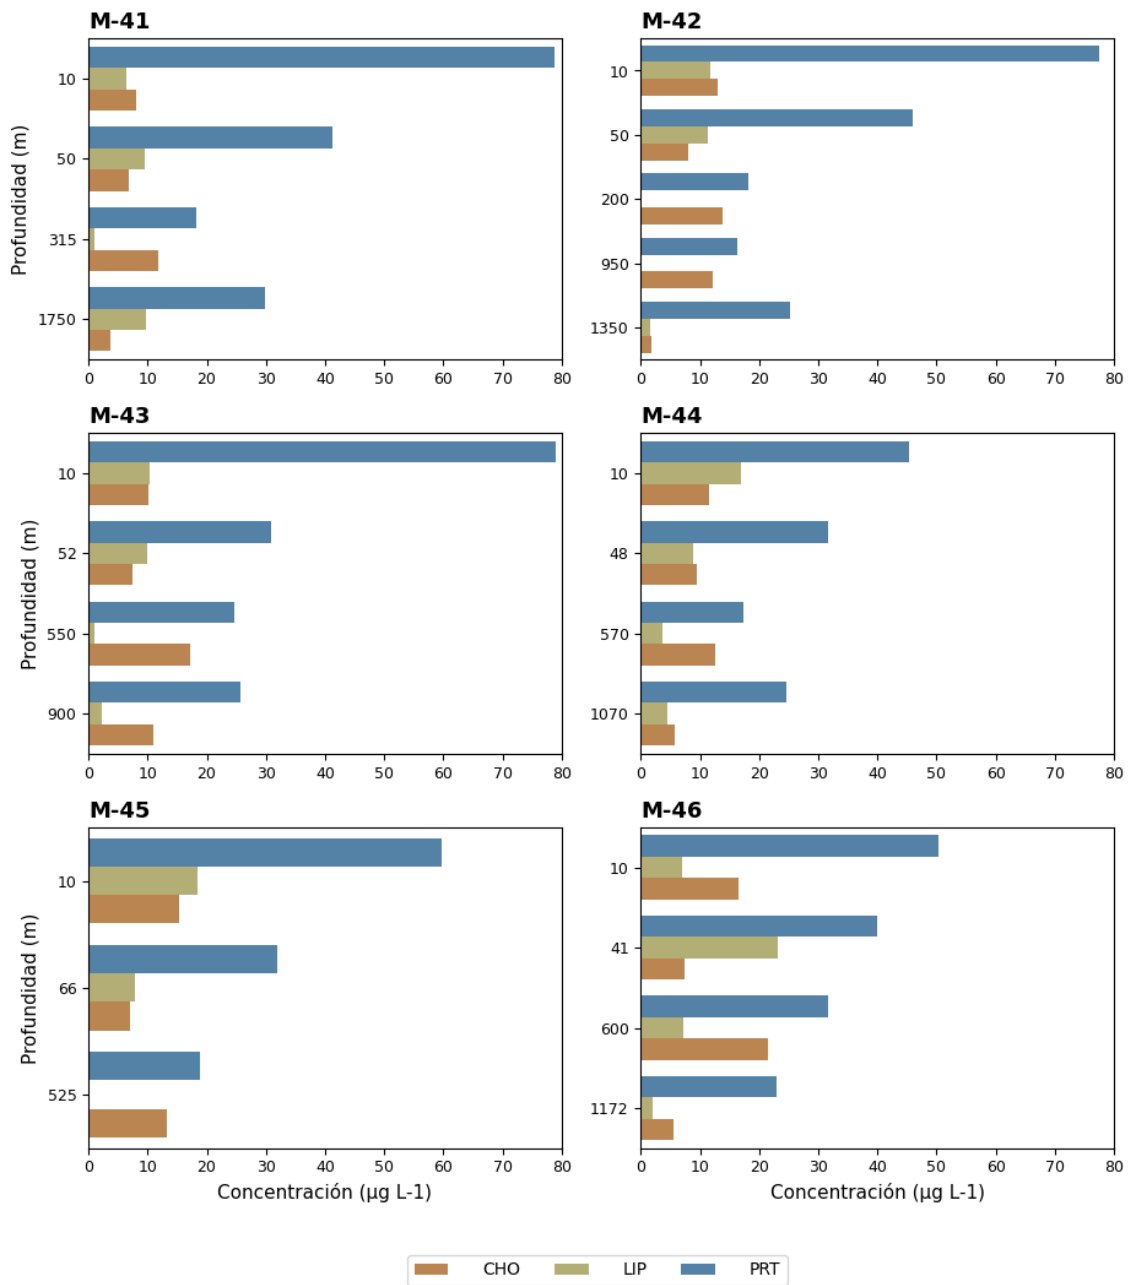 M-41
Profundidad (m)
10
50
315
1750
0 10 20 30 40 50 60 70 80
M-42
10
50
200
950
1350
0 10 20 30 40 50 60 70 80
M-43
Profundidad (m)
10
52
550
900
0 10 20 30 40 50 60 70 80
M-44
10
48
570
1070
0 10 20 30 40 50 60 70 80
M-45
Profundidad (m)
10
66
525
0 10 20 30 40 50 60 70 80
Concentración (µg L-1)
M-46
10
41
600
1172
0 10 20 30 40 50 60 70 80
Concentración (µg L-1)
CHO LIP PRT